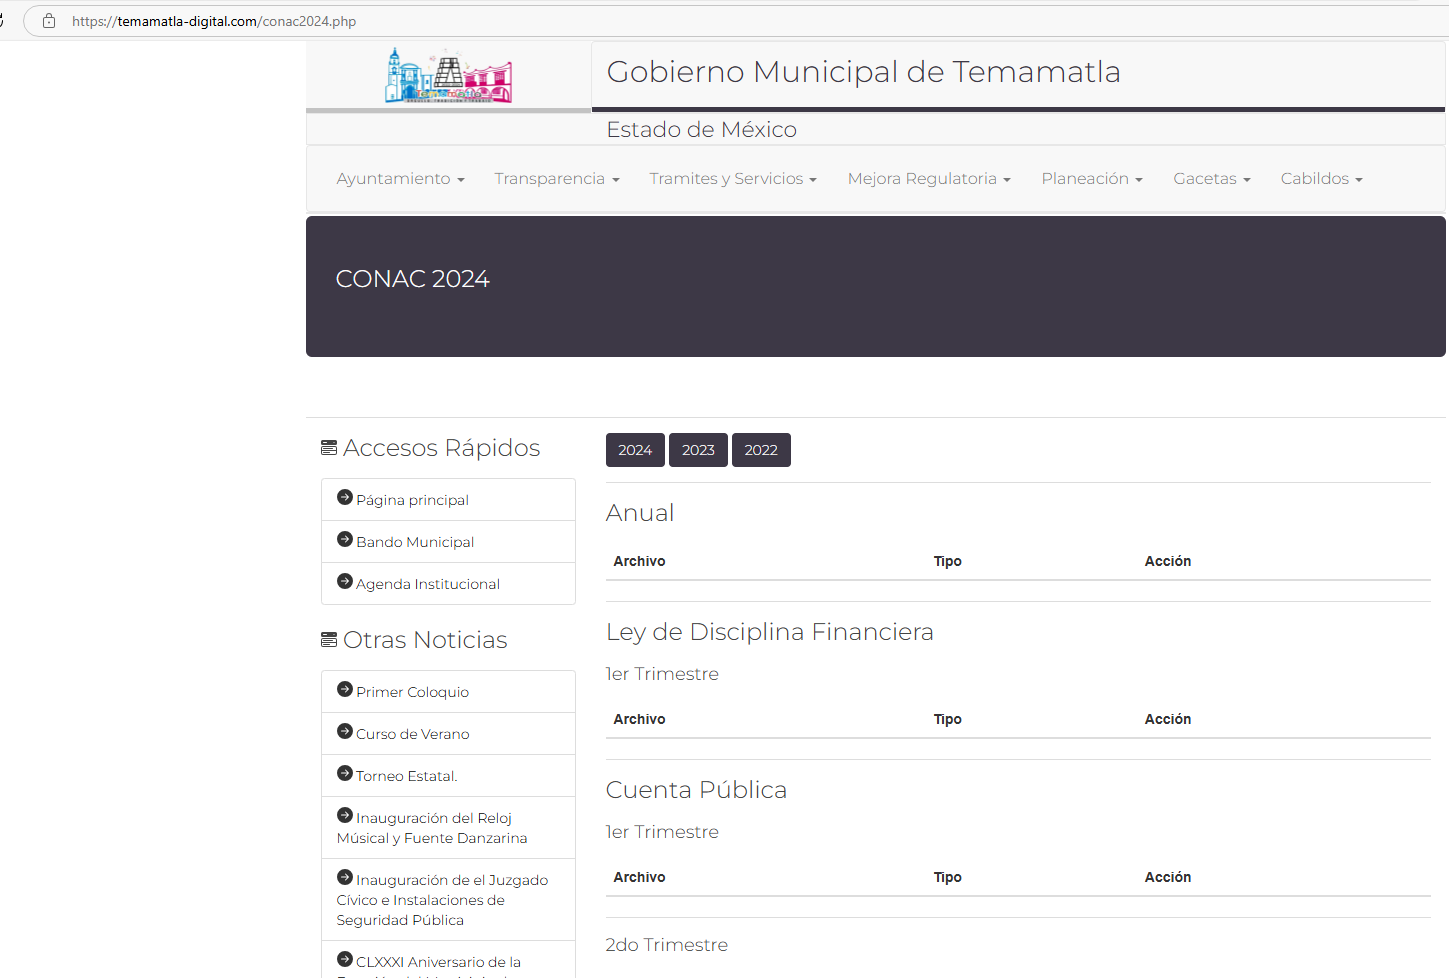 https://temamatla-digital.com/conac2024.php
Temamatla
Gobierno Municipal de Temamatla
Estado de México
Ayuntamiento
Transparencia
Tramites y Servicios
Mejora Regulatoria
Planeación
Gacetas
Cabildos
CONAC 2024
Accesos Rápidos
Página principal
Bando Municipal
Agenda Institucional
Otras Noticias
Primer Coloquio
Curso de Verano
Torneo Estatal.
Inauguración del Reloj
Músical y Fuente Danzarina
Inauguración de el Juzgado
Cívico e Instalaciones de
Seguridad Pública
CLXXXI Aniversario de la
2024 2023 2022
Anual
Archivo Tipo Acción
Ley de Disciplina Financiera
1er Trimestre
Archivo Tipo Acción
Cuenta Pública
1er Trimestre
Archivo Tipo Acción
2do Trimestre